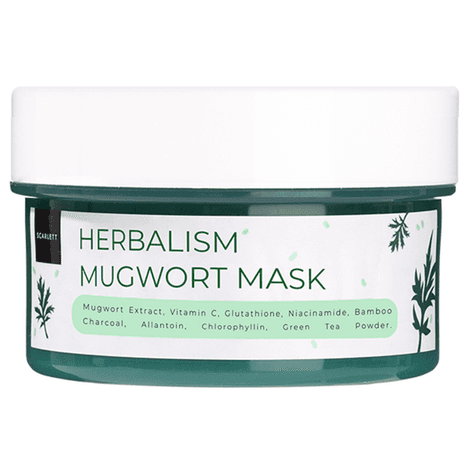 SCARLETT
HERBALISM
MUGWORT MASK
Mugwort Extract, Vitamin C, Glutathione, Niacinamide, Bamboo
Charcoal, Allantoin, Chlorophyllin, Green Tea Powder.